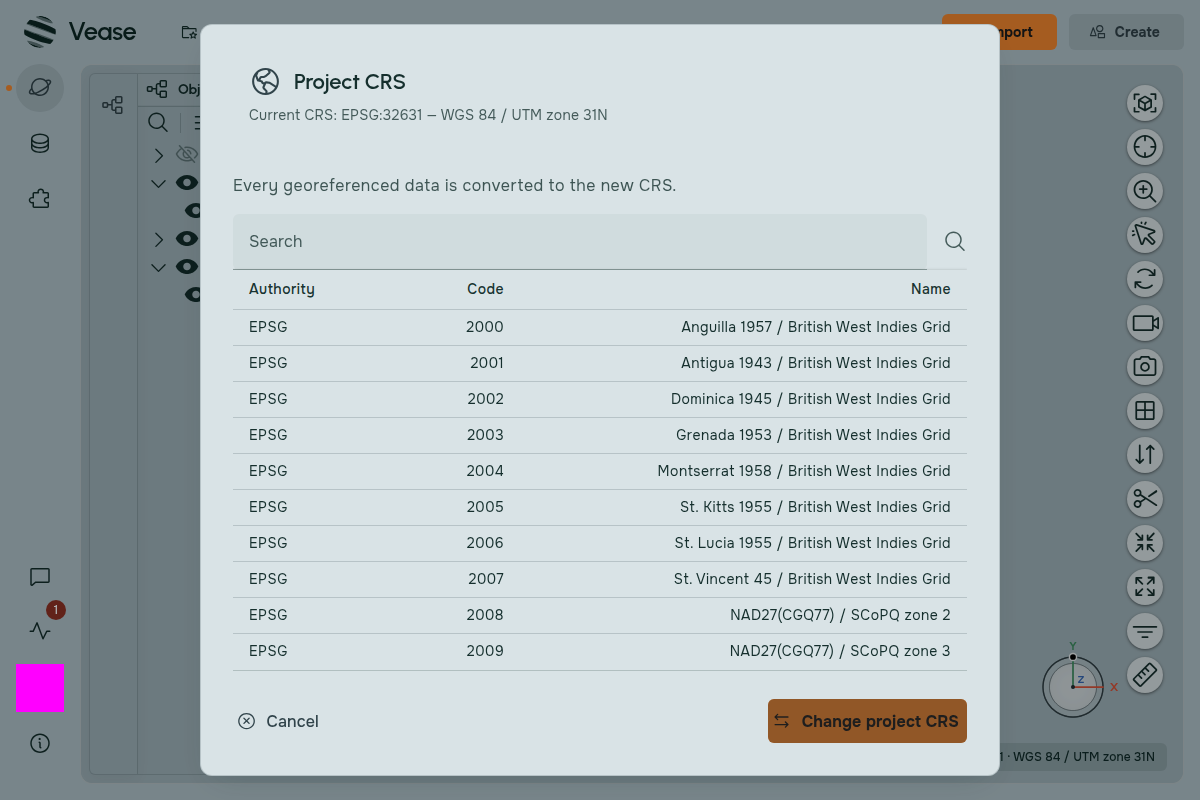 Vease
Create
Project CRS
Current CRS: EPSG:32631 – WGS 84 / UTM zone 31N
Every georeferenced data is converted to the new CRS.
Search
Authority Code Name
EPSG 2000 Anguilla 1957 / British West Indies Grid
EPSG 2001 Antigua 1943 / British West Indies Grid
EPSG 2002 Dominica 1945 / British West Indies Grid
EPSG 2003 Grenada 1953 / British West Indies Grid
EPSG 2004 Montserrat 1958 / British West Indies Grid
EPSG 2005 St. Kitts 1955 / British West Indies Grid
EPSG 2006 St. Lucia 1955 / British West Indies Grid
EPSG 2007 St. Vincent 45 / British West Indies Grid
EPSG 2008 NAD27(CGQ77) / SCoPQ zone 2
EPSG 2009 NAD27(CGQ77) / SCoPQ zone 3
Cancel
Change project CRS
1
Y
Z
X
1 · WGS 84 / UTM zone 31N